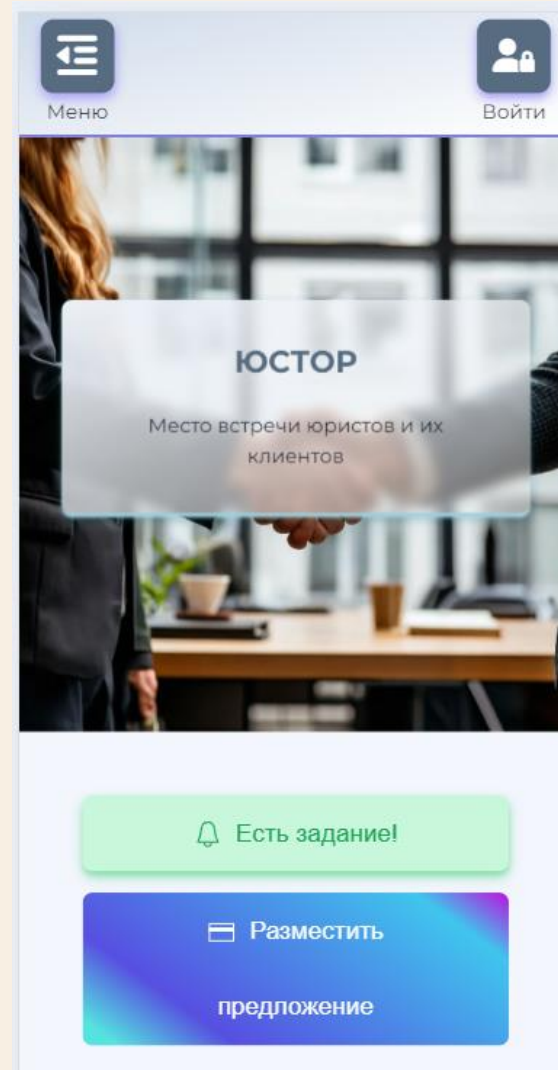 Меню
Войти
ЮСТОР
Место встречи юристов и их
клиентов
Есть задание!
Разместить
предложение